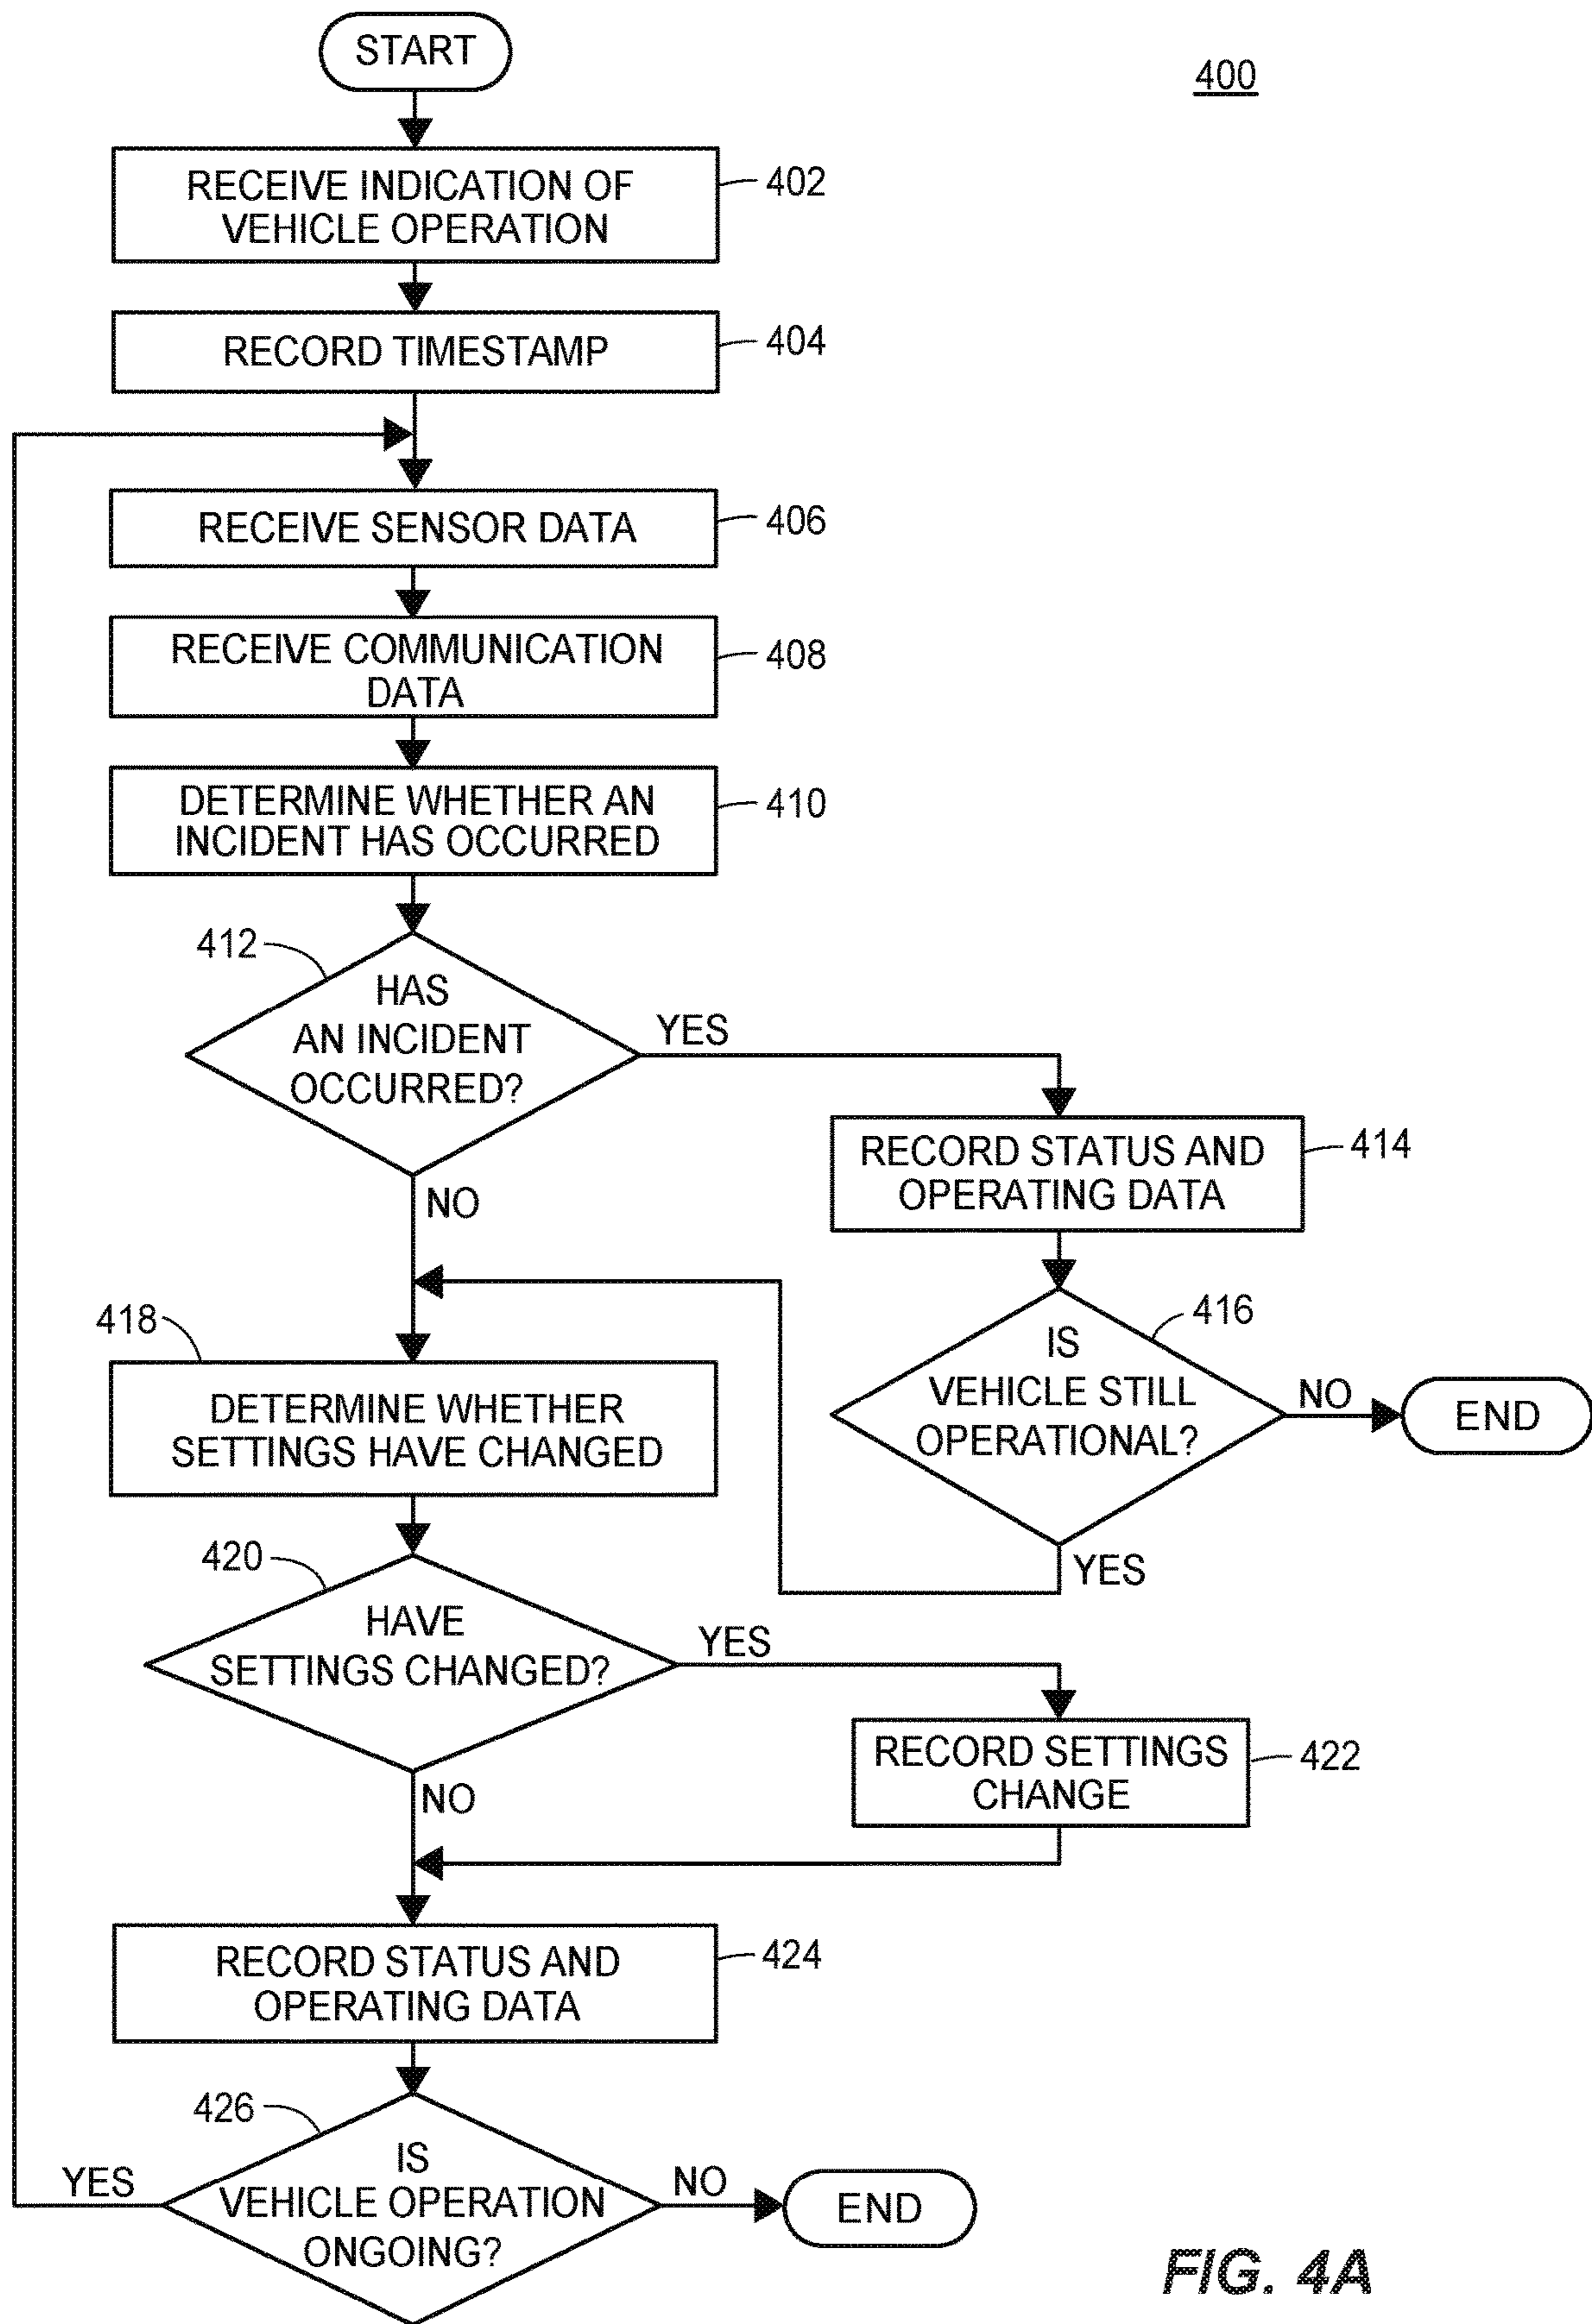 START
400
RECEIVE INDICATION OF
VEHICLE OPERATION
402
RECORD TIMESTAMP
404
RECEIVE SENSOR DATA
406
RECEIVE COMMUNICATION
DATA
408
DETERMINE WHETHER AN
INCIDENT HAS OCCURRED
410
412
HAS
AN INCIDENT
OCCURRED?
YES
NO
RECORD STATUS AND
OPERATING DATA
414
416
IS
VEHICLE STILL
OPERATIONAL?
NO
END
YES
418
DETERMINE WHETHER
SETTINGS HAVE CHANGED
420
HAVE
SETTINGS CHANGED?
YES
NO
RECORD SETTINGS
CHANGE
422
RECORD STATUS AND
OPERATING DATA
424
426
IS
VEHICLE OPERATION
ONGOING?
YES
NO
END
FIG. 4A